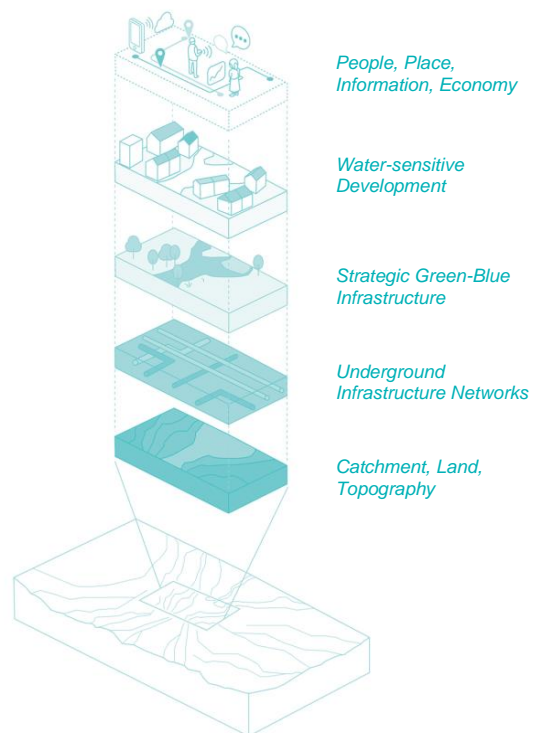 People, Place,
Information, Economy
Water-sensitive
Development
Strategic Green-Blue
Infrastructure
Underground
Infrastructure Networks
Catchment, Land,
Topography